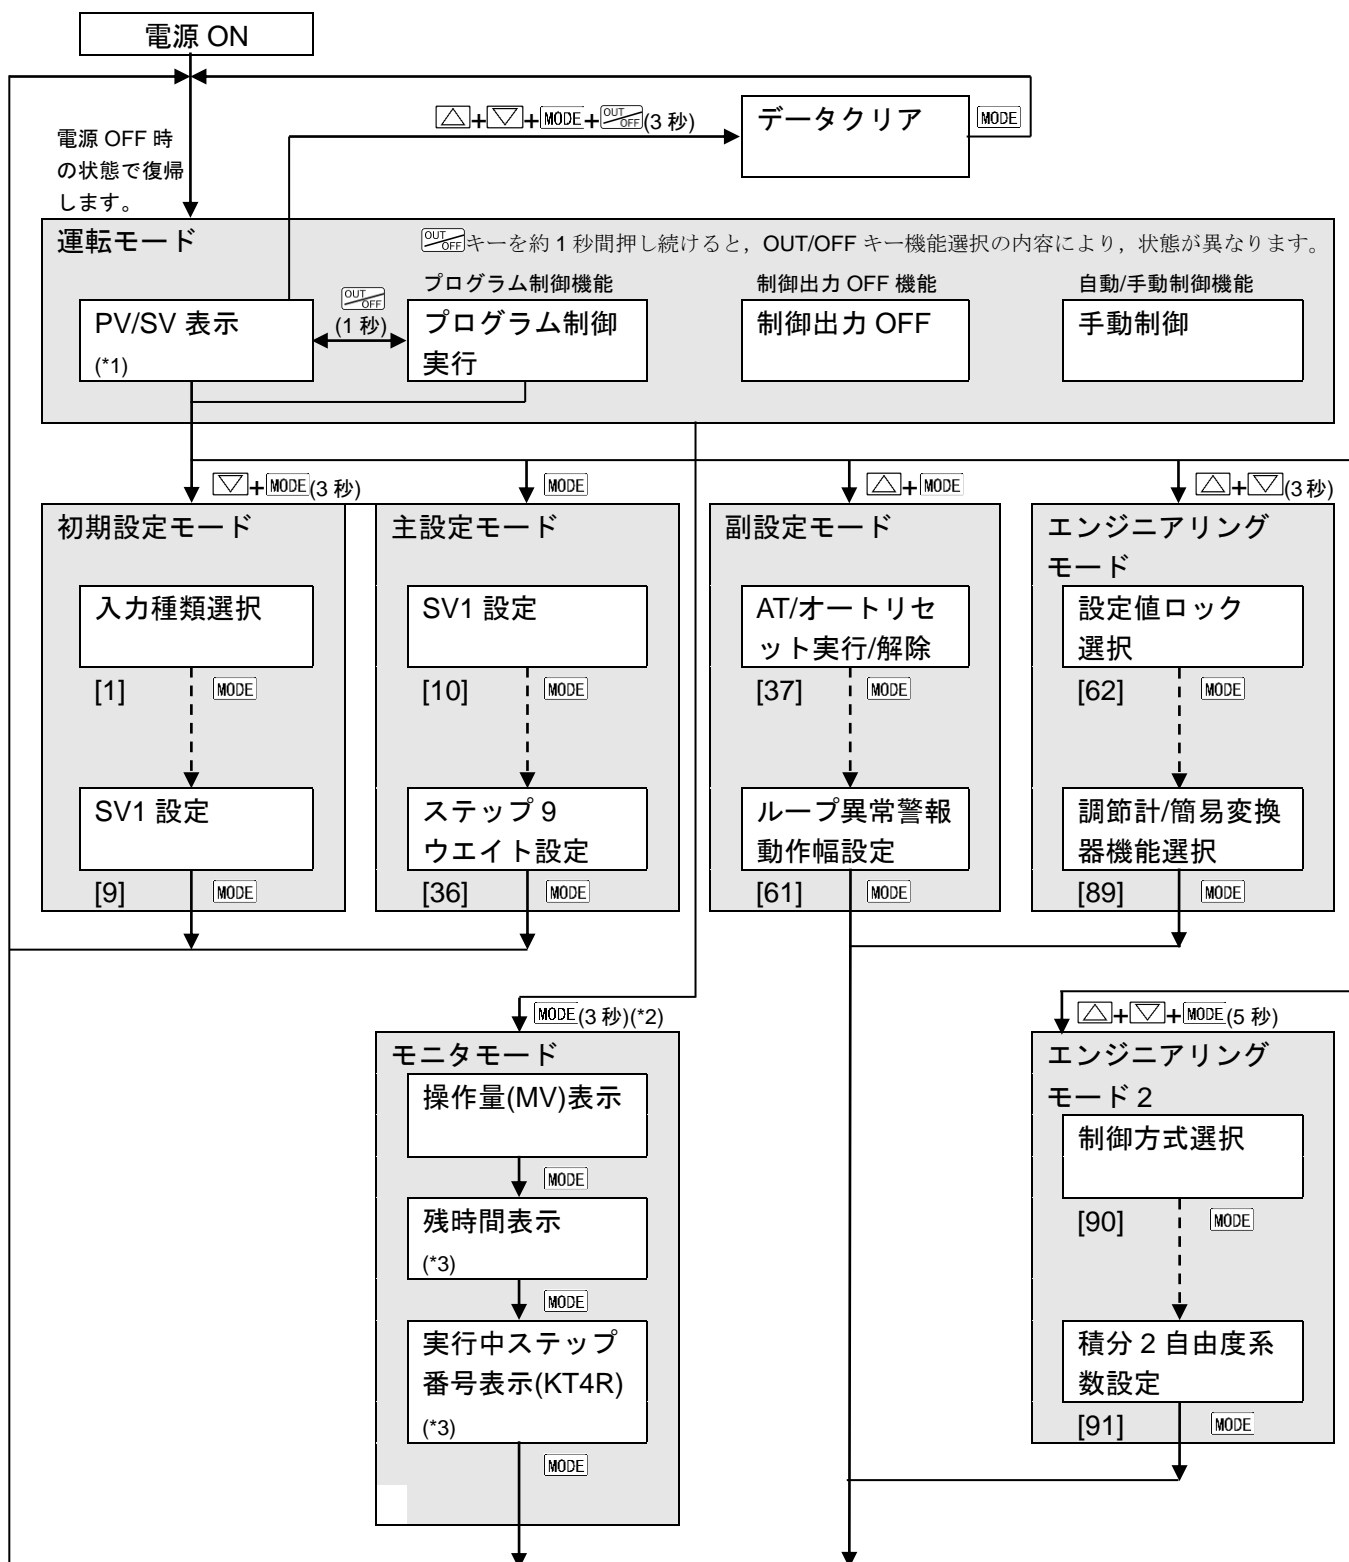 電源 ON
△+▽+MODE+OUT/OFF(3 秒)
データクリア
MODE
電源 OFF 時
の状態で復帰
します。
運転モード
OUT/OFFキーを約 1 秒間押し続けると，OUT/OFF キー機能選択の内容により，状態が異なります。
プログラム制御機能
制御出力 OFF 機能
自動/手動制御機能
PV/SV 表示
(*1)
OUT/OFF
(1 秒)
プログラム制御
実行
制御出力 OFF
手動制御
▽+MODE(3 秒)
MODE
△+MODE
△+▽(3 秒)
初期設定モード
入力種類選択
[1] MODE
SV1 設定
[9] MODE
主設定モード
SV1 設定
[10] MODE
ステップ 9
ウエイト設定
[36] MODE
副設定モード
AT/オートリセ
ット実行/解除
[37] MODE
ループ異常警報
動作幅設定
[61] MODE
エンジニアリング
モード
設定値ロック
選択
[62] MODE
調節計/簡易変換
器機能選択
[89] MODE
MODE(3 秒)(*2)
モニタモード
操作量(MV)表示
MODE
残時間表示
(*3)
MODE
実行中ステップ
番号表示(KT4R)
(*3)
MODE
△+▽+MODE(5 秒)
エンジニアリング
モード 2
制御方式選択
[90] MODE
積分 2 自由度系
数設定
[91] MODE